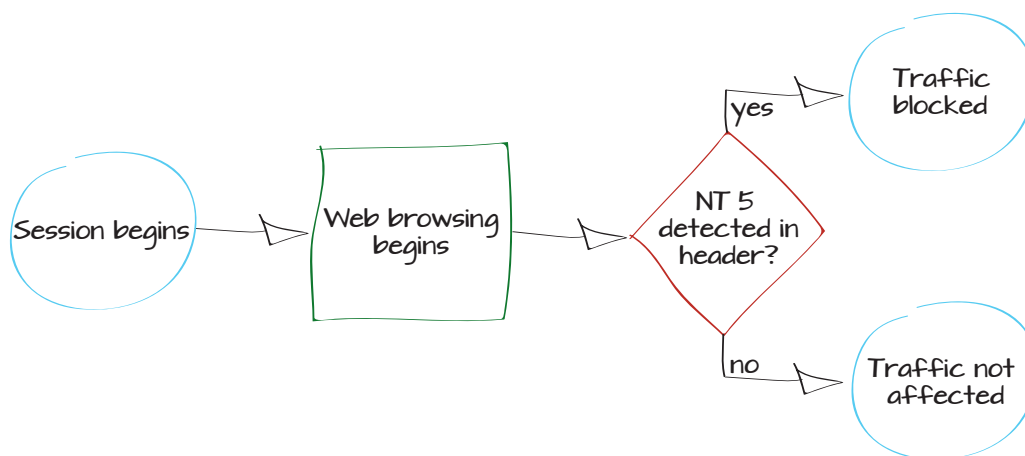 Session begins
Web browsing
begins
NT 5
detected in
header?
yes
Traffic
blocked
no
Traffic not
affected